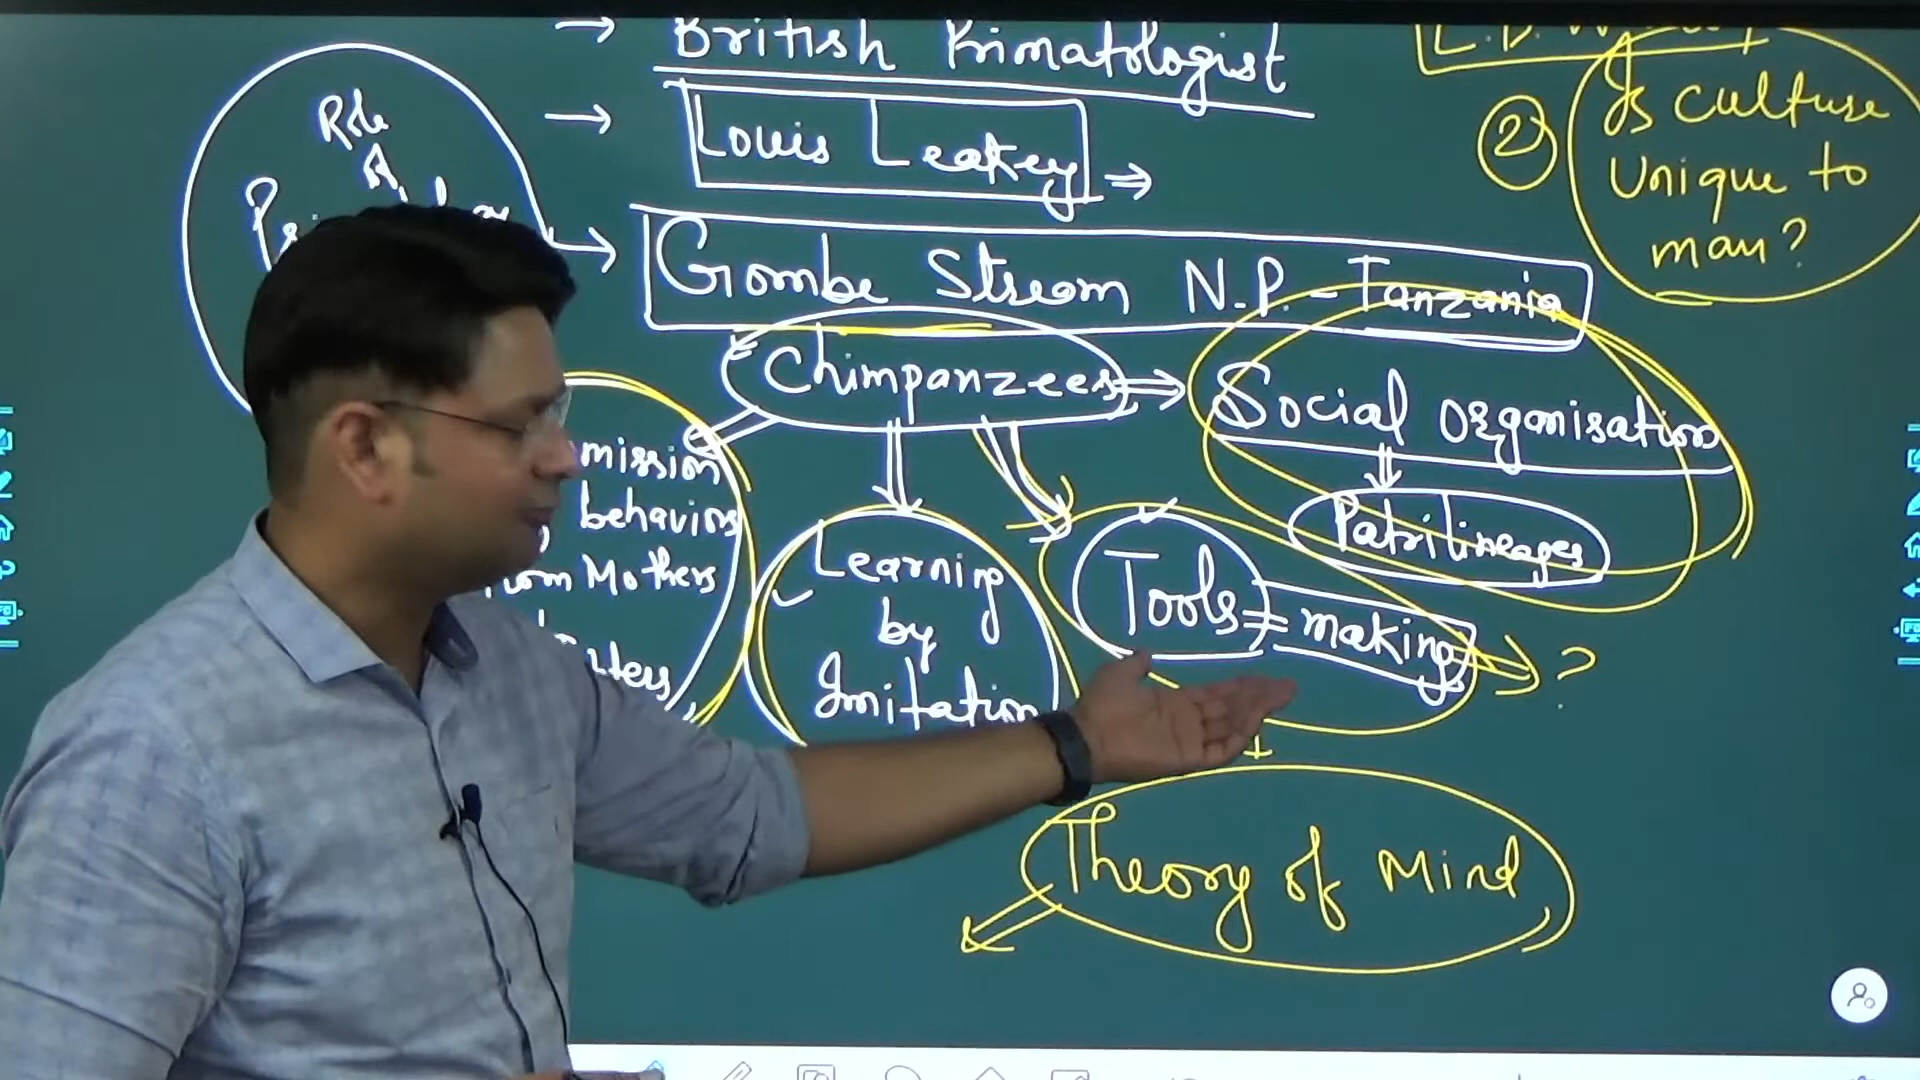 → British Primatologist
→ Louis Leakey ⇒
→ Gombe Stream N.P. - Tanzania
Role
②
Is culture
unique to
man?
Chimpanzees ⇒ Social organisation
Patrilineages
mission
behaviors
Mothers
Learning
by
Imitation
Tools = making
?
Theory of Mind